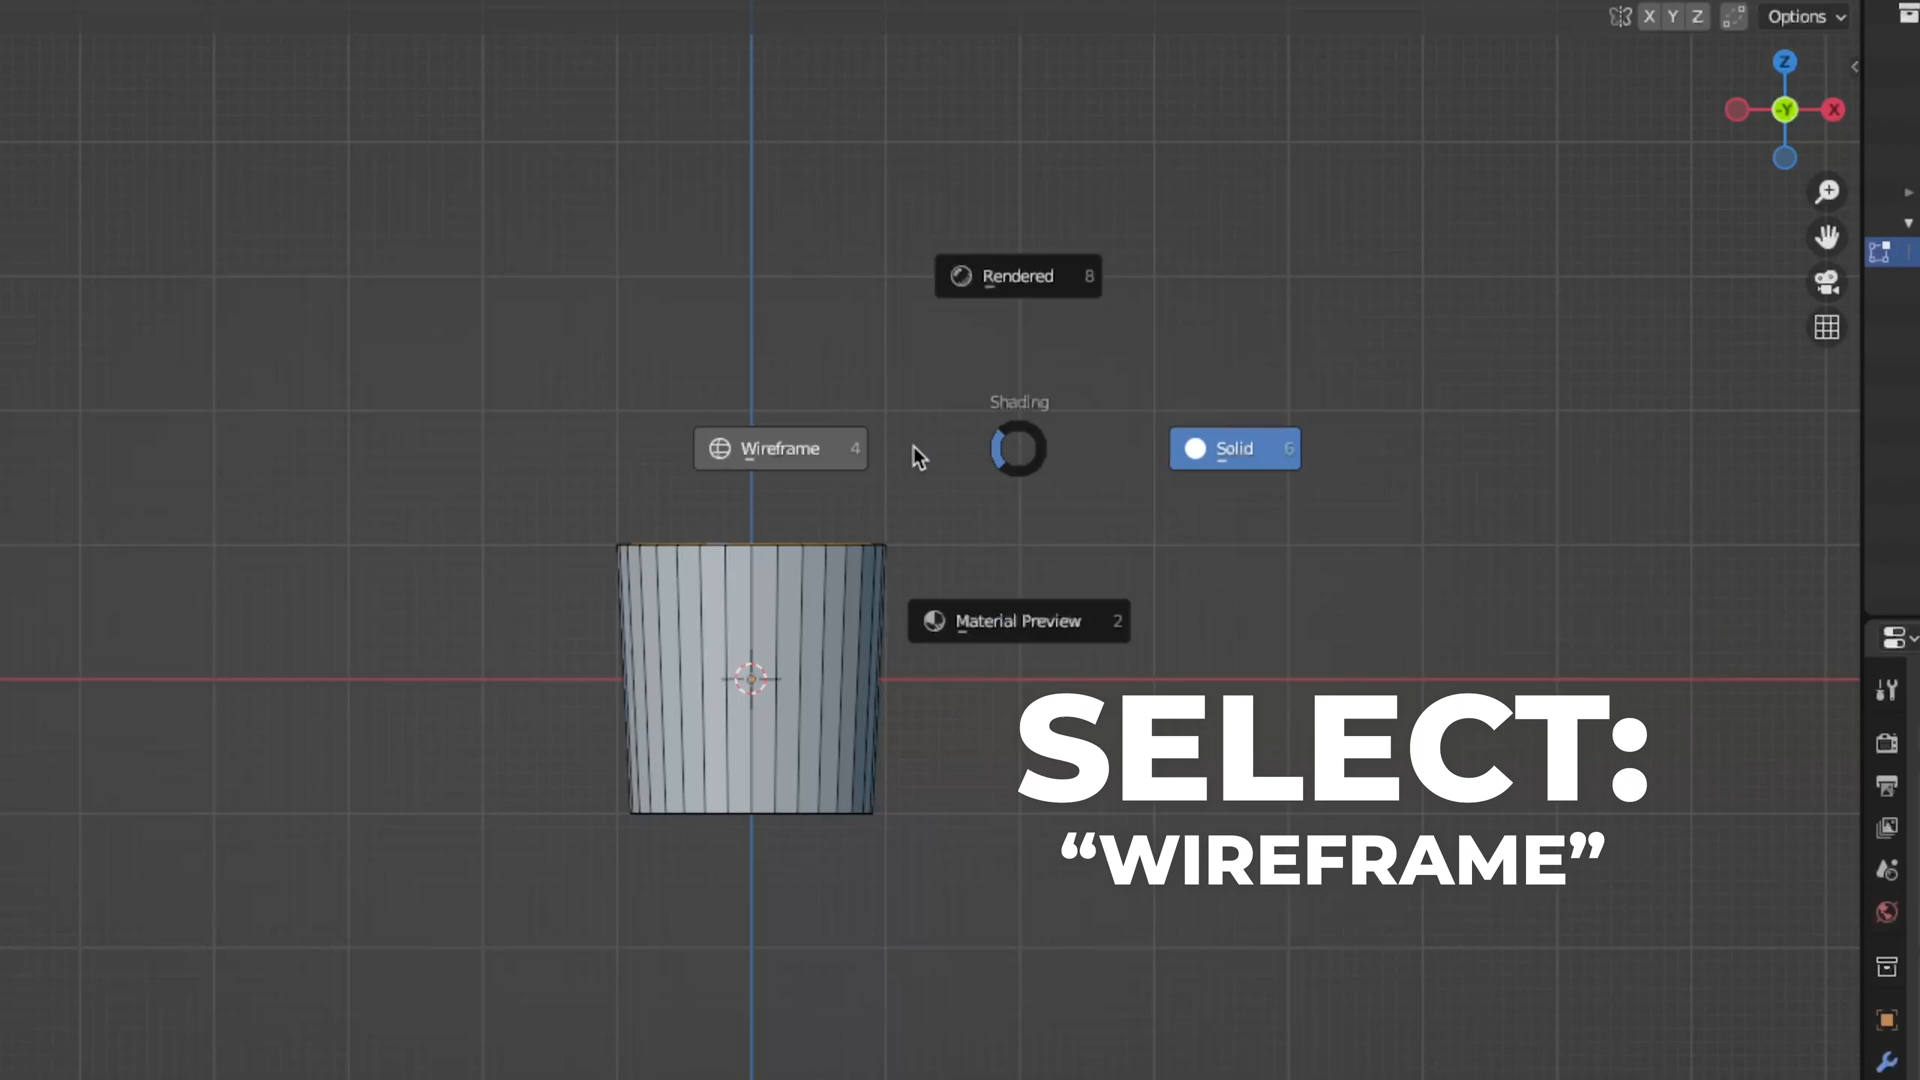 X Y Z Options
Z
-Y X
Rendered 8
Shading
Wireframe 4
Solid 6
Material Preview 2
SELECT:
“WIREFRAME”